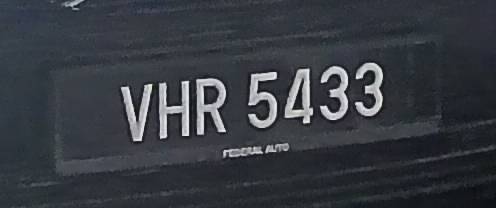 VHR 5433
FEDERAL AUTO